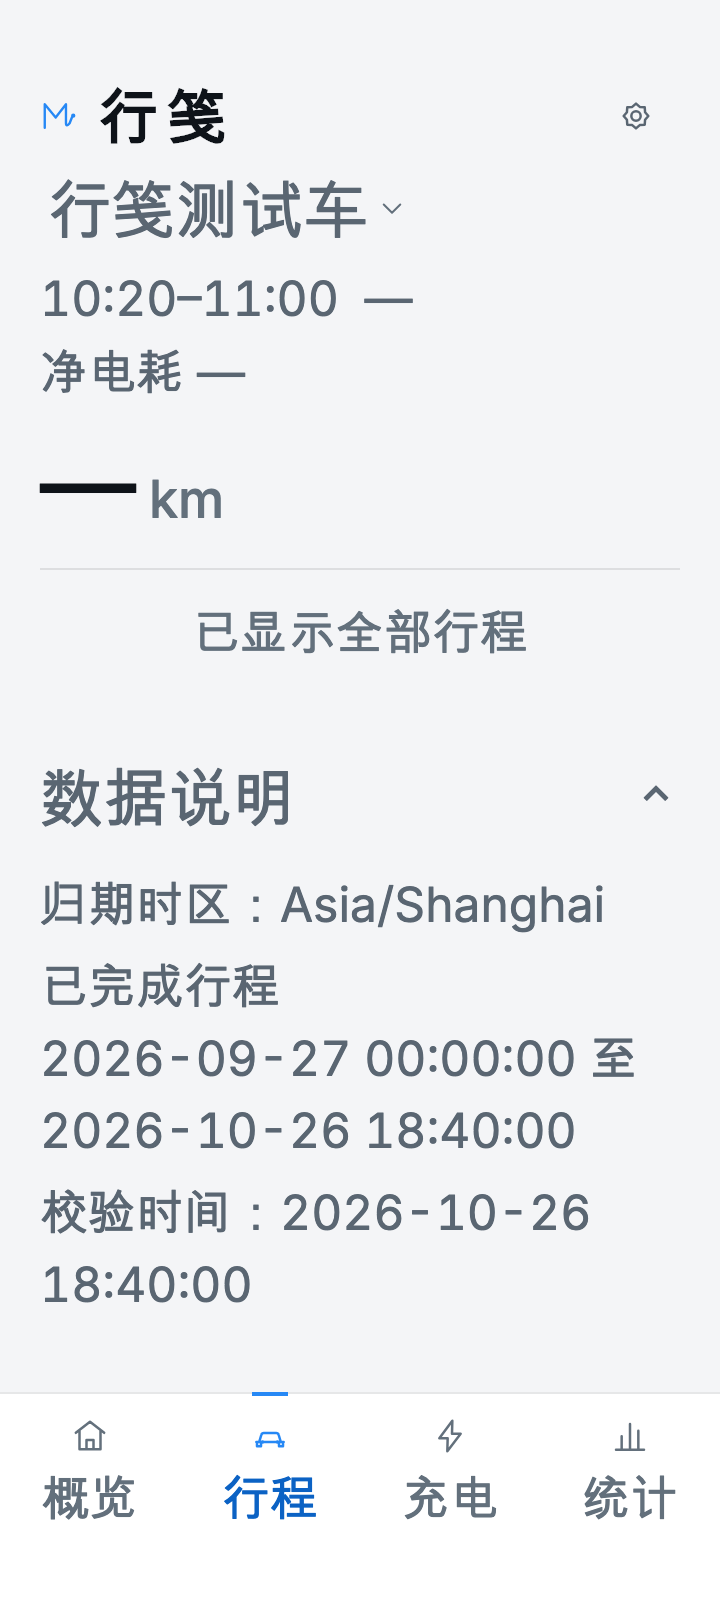 行笺
行笺测试车
10:20–11:00 —
净电耗 —
— km
已显示全部行程
数据说明
归期时区：Asia/Shanghai
已完成行程
2026-09-27 00:00:00 至
2026-10-26 18:40:00
校验时间：2026-10-26
18:40:00
概览
行程
充电
统计